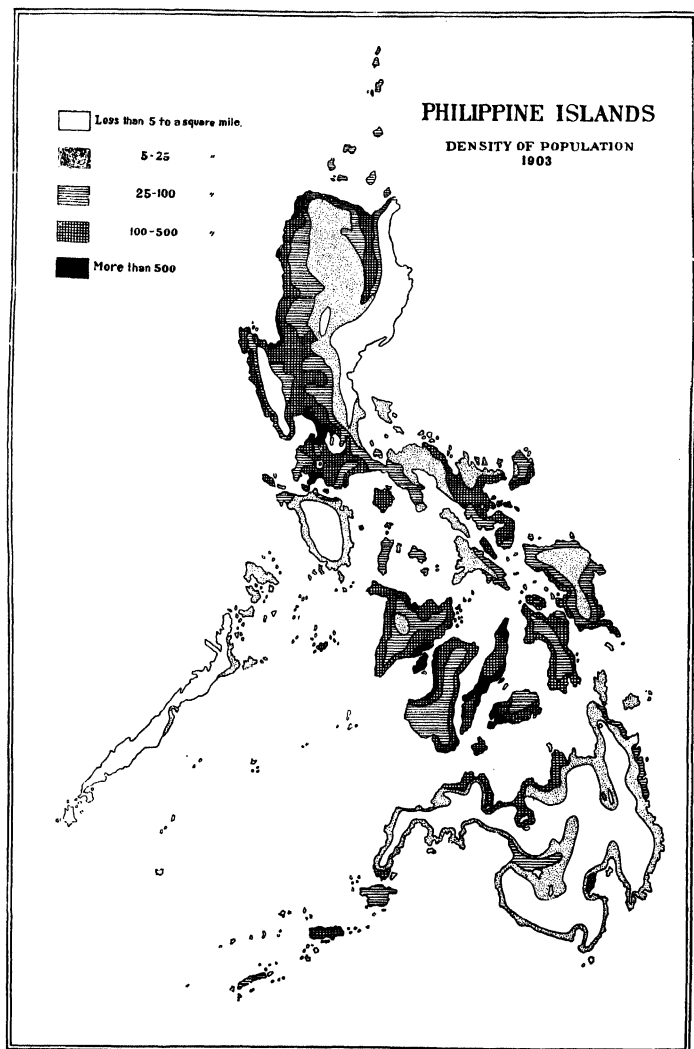 PHILIPPINE ISLANDS
DENSITY OF POPULATION
1903
Less than 5 to a square mile.
5-25 "
25-100 "
100-500 "
More than 500